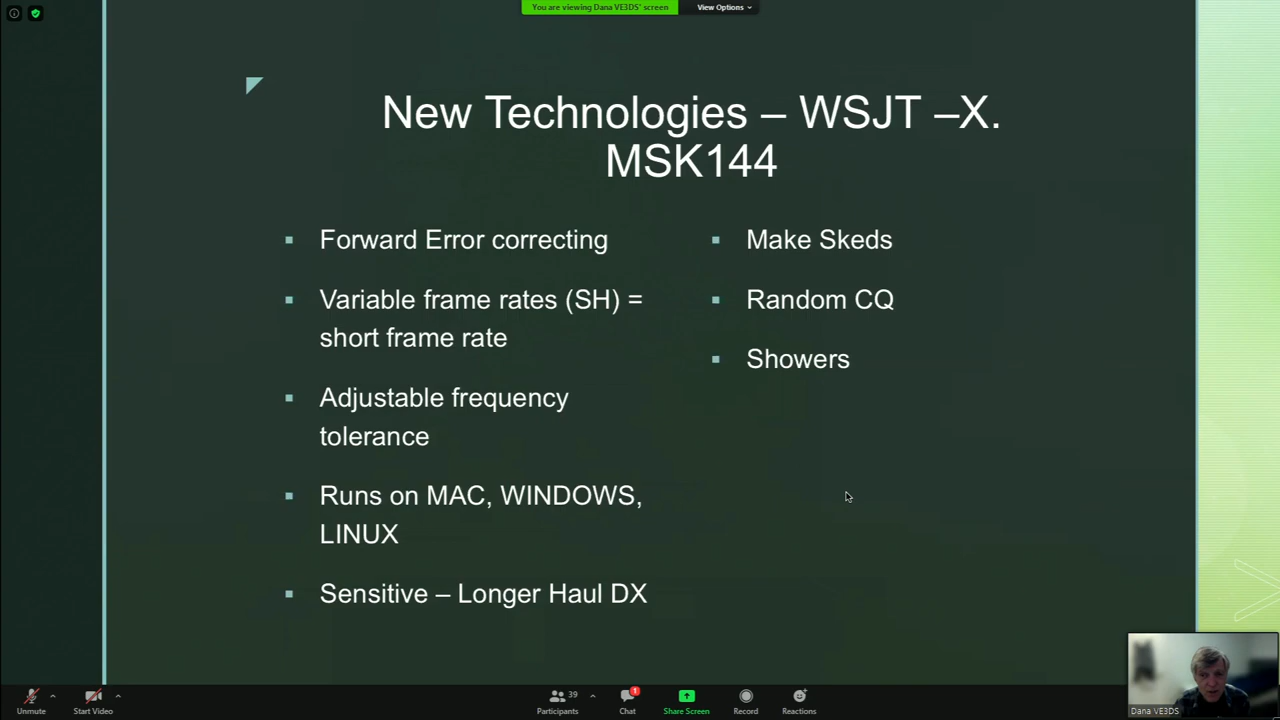 You are viewing Dana VE3DS' screen
View Options
New Technologies – WSJT –X.
MSK144
Forward Error correcting
Variable frame rates (SH) =
short frame rate
Adjustable frequency
tolerance
Runs on MAC, WINDOWS,
LINUX
Sensitive – Longer Haul DX
Make Skeds
Random CQ
Showers
Dana VE3DS
Unmute
Start Video
39
Participants
1
Chat
Share Screen
Record
Reactions